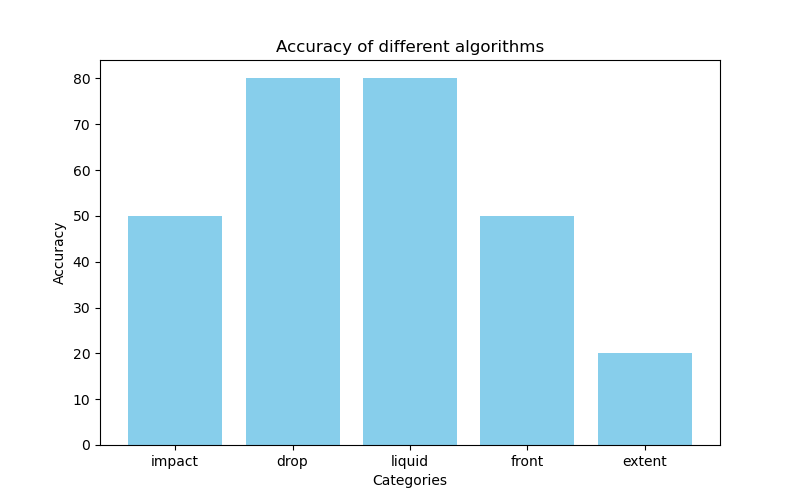 Accuracy of different algorithms
Accuracy
80
70
60
50
40
30
20
10
0
impact drop liquid front extent
Categories